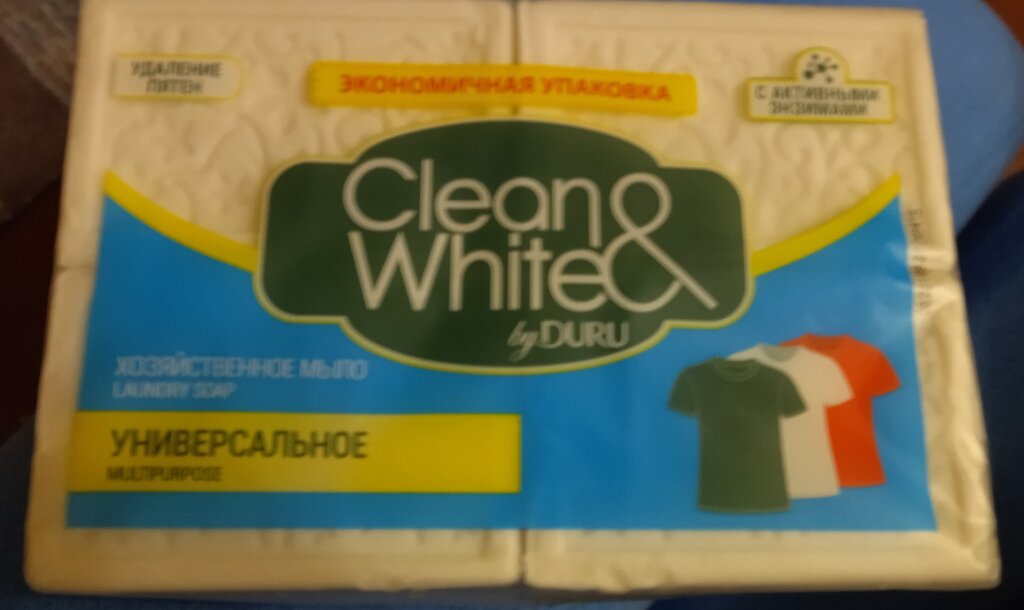 УДАЛЕНИЕ
ПЯТЕН
ЭКОНОМИЧНАЯ УПАКОВКА
С АКТИВНЫМИ
ЭНЗИМАМИ
Clean &
White
by DURU
ХОЗЯЙСТВЕННОЕ МЫЛО
LAUNDRY SOAP
УНИВЕРСАЛЬНОЕ
MULTIPURPOSE